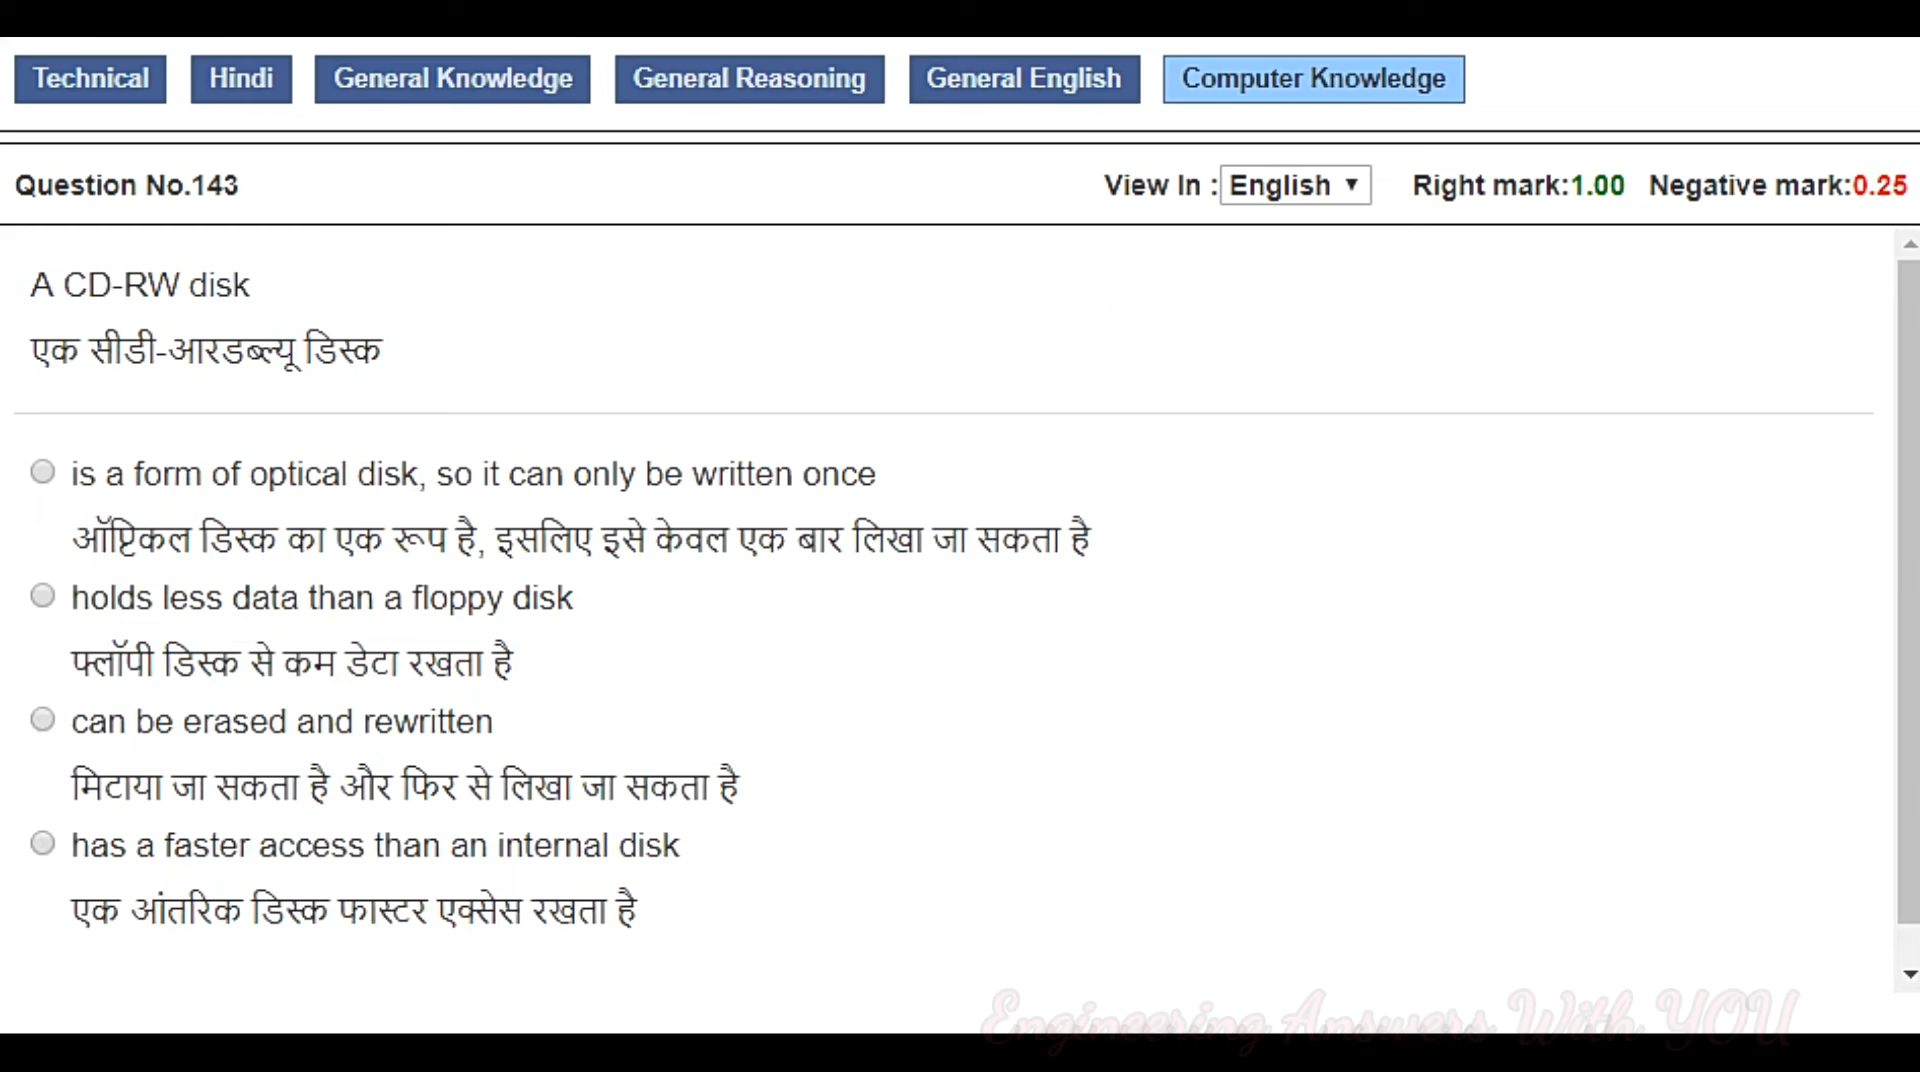 Technical Hindi General Knowledge General Reasoning General English Computer Knowledge
Question No.143 View In : English Right mark:1.00 Negative mark:0.25
A CD-RW disk
एक सीडी-आरडब्ल्यू डिस्क
is a form of optical disk, so it can only be written once
ऑप्टिकल डिस्क का एक रूप है, इसलिए इसे केवल एक बार लिखा जा सकता है
holds less data than a floppy disk
फ्लॉपी डिस्क से कम डेटा रखता है
can be erased and rewritten
मिटाया जा सकता है और फिर से लिखा जा सकता है
has a faster access than an internal disk
एक आंतरिक डिस्क फास्टर एक्सेस रखता है
Engineering Answers With YOU